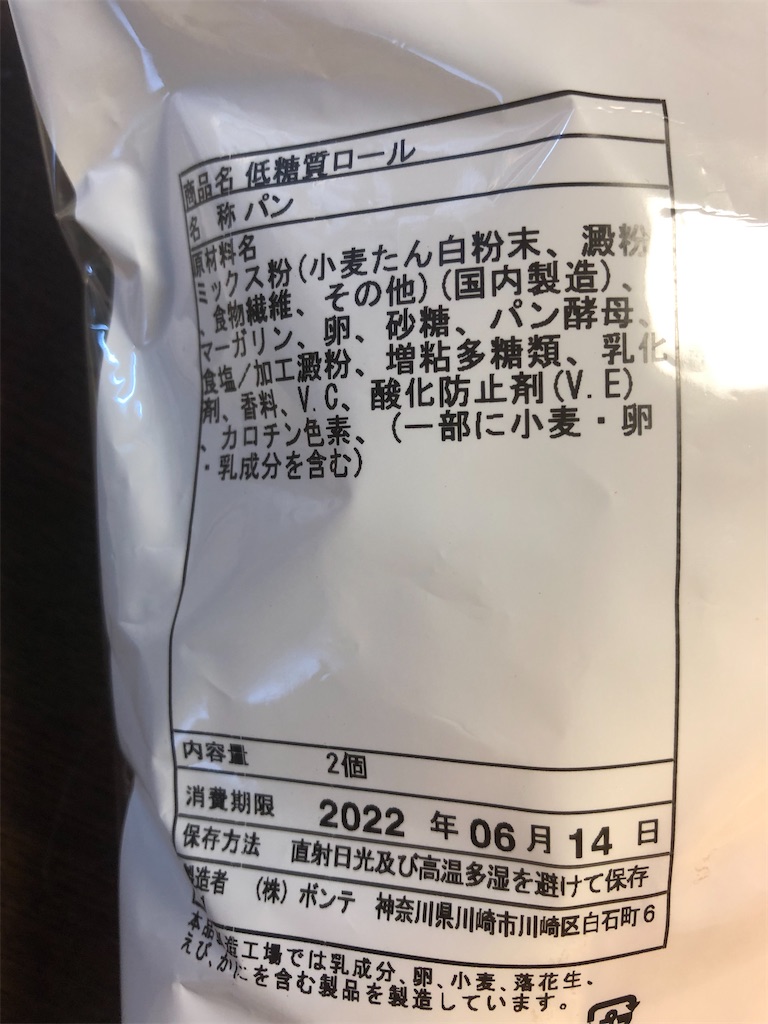 商品名 低糖質ロール
名 称 パン
原材料名
ミックス粉(小麦たん白粉末、澱粉
、食物繊維、その他)(国内製造)、
マーガリン、卵、砂糖、パン酵母、
食塩/加工澱粉、増粘多糖類、乳化
剤、香料、V.C、酸化防止剤(V.E)
、カロチン色素、(一部に小麦・卵
・乳成分を含む)
内容量 2個
消費期限 2022 年 06 月 14 日
保存方法 直射日光及び高温多湿を避けて保存
製造者 (株)ボンテ 神奈川県川崎市川崎区白石町6
本品製造工場では乳成分、卵、小麦、落花生、
えび、かにを含む製品を製造しています。